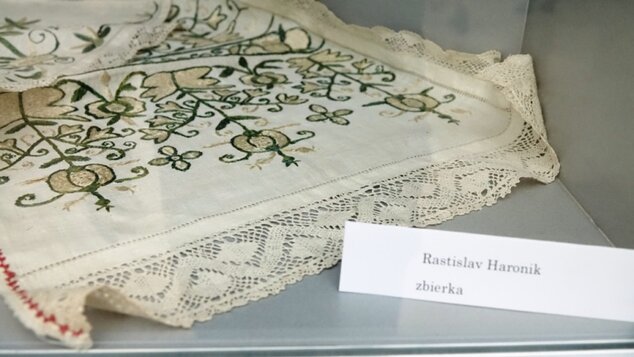 Rastislav Haronik
zbierka